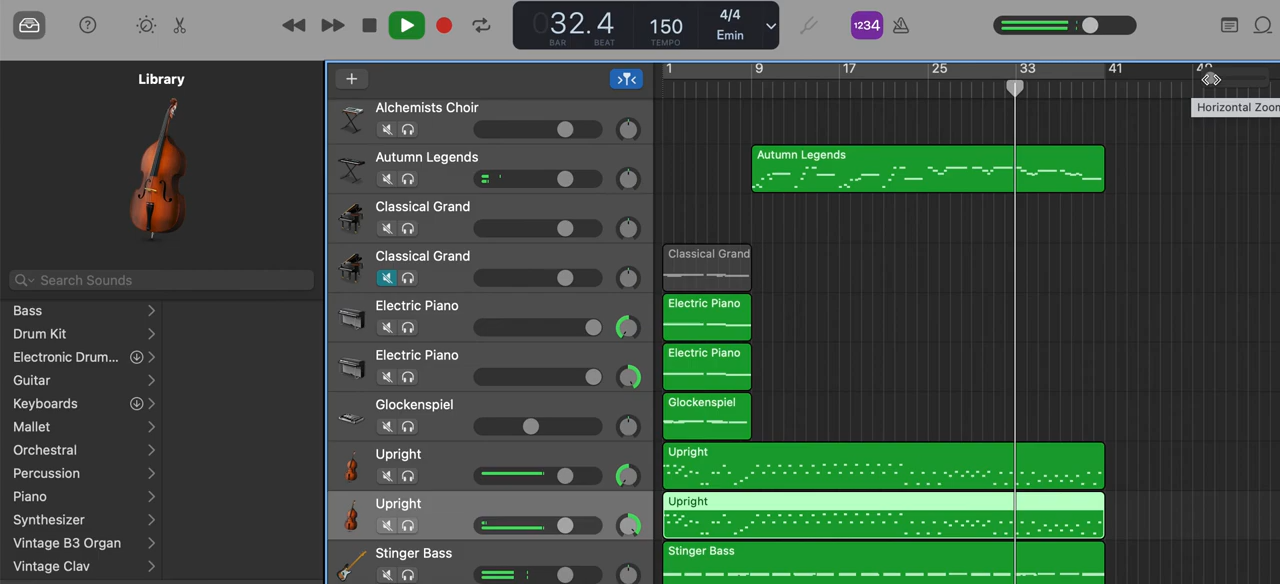 32.4
BAR BEAT
150
TEMPO
4/4
Emin
1234
Library
Search Sounds
Bass
Drum Kit
Electronic Drum...
Guitar
Keyboards
Mallet
Orchestral
Percussion
Piano
Synthesizer
Vintage B3 Organ
Vintage Clav
1 9 17 25 33 41
Horizontal Zoom
Alchemists Choir
Autumn Legends
Autumn Legends
Classical Grand
Classical Grand
Classical Grand
Electric Piano
Electric Piano
Electric Piano
Electric Piano
Glockenspiel
Glockenspiel
Upright
Upright
Upright
Upright
Stinger Bass
Stinger Bass